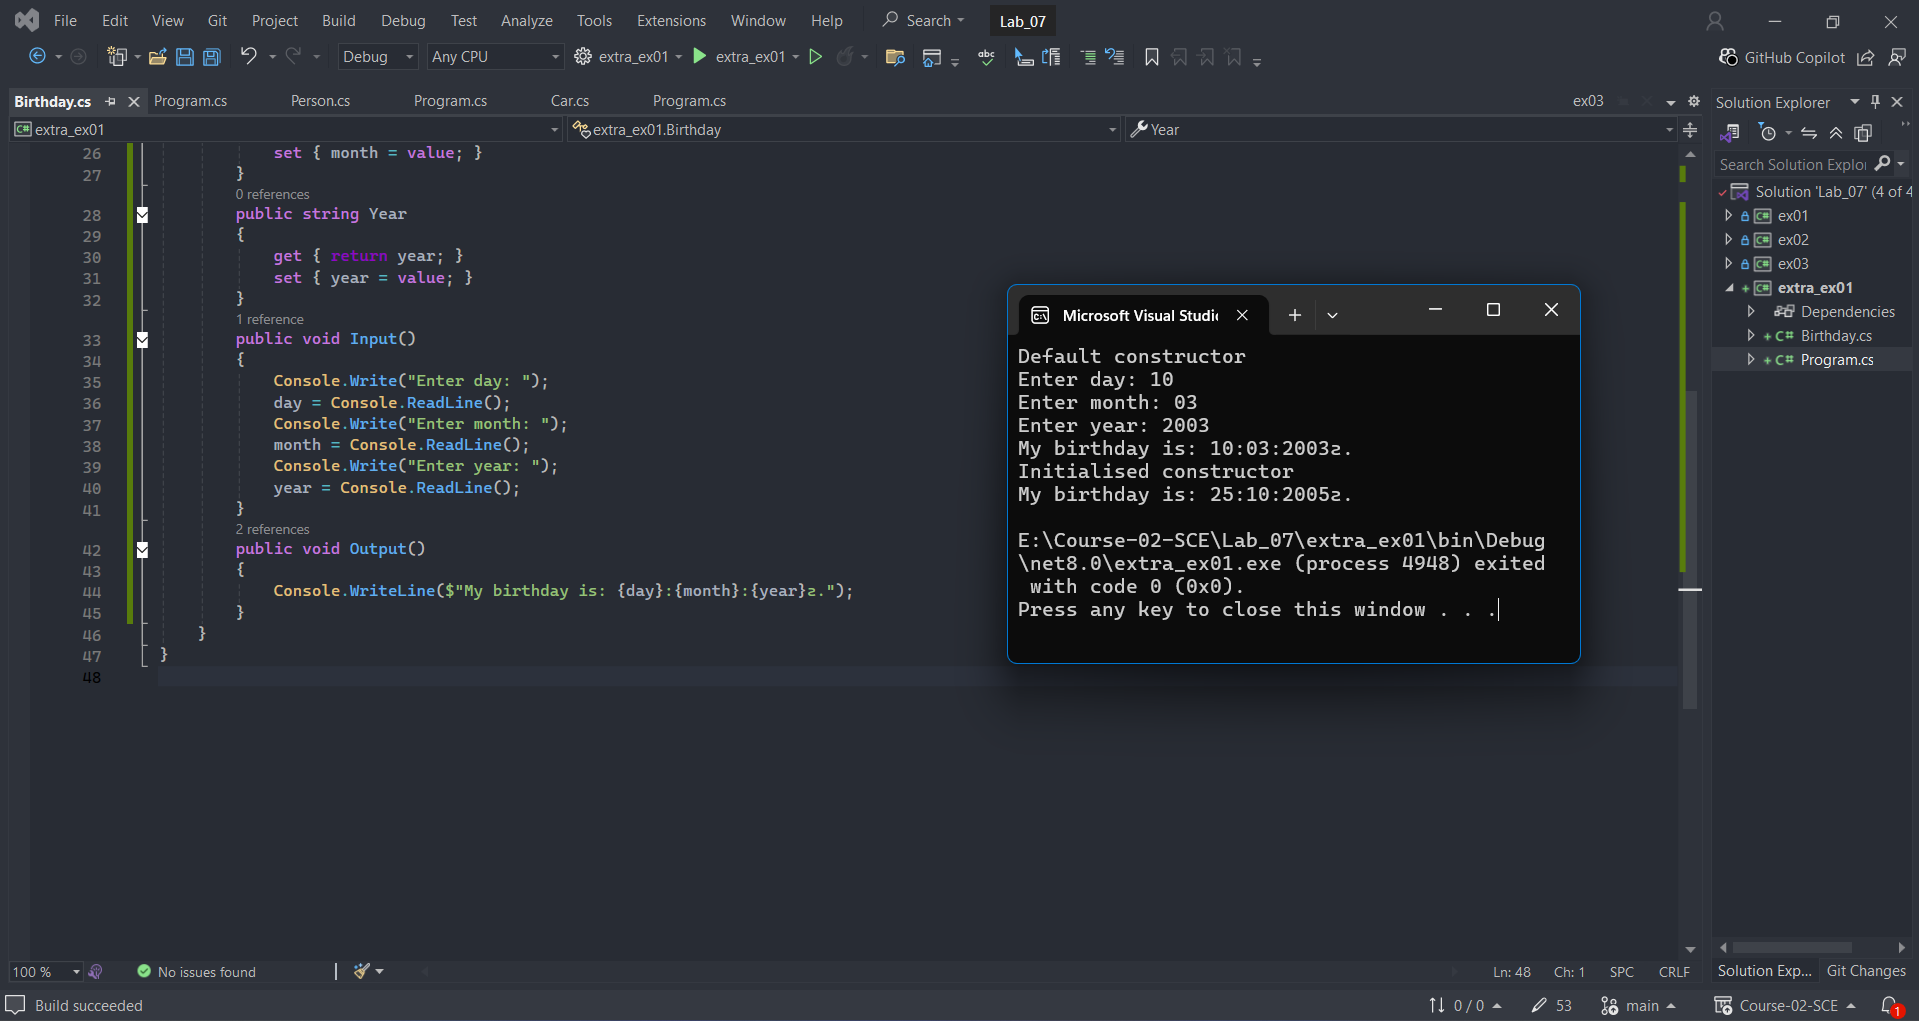 File Edit View Git Project Build Debug Test Analyze Tools Extensions Window Help Search Lab_07
Debug Any CPU extra_ex01 extra_ex01 GitHub Copilot
Birthday.cs Program.cs Person.cs Program.cs Car.cs Program.cs ex03
extra_ex01 extra_ex01.Birthday Year
26 set { month = value; }
27 }
0 references
28 public string Year
29 {
30 get { return year; }
31 set { year = value; }
32 }
1 reference
33 public void Input()
34 {
35 Console.Write("Enter day: ");
36 day = Console.ReadLine();
37 Console.Write("Enter month: ");
38 month = Console.ReadLine();
39 Console.Write("Enter year: ");
40 year = Console.ReadLine();
41 }
2 references
42 public void Output()
43 {
44 Console.WriteLine($"My birthday is: {day}:{month}:{year}г.");
45 }
46 }
47 }
48
Microsoft Visual Studi
Default constructor
Enter day: 10
Enter month: 03
Enter year: 2003
My birthday is: 10:03:2003г.
Initialised constructor
My birthday is: 25:10:2005г.
E:\Course-02-SCE\Lab_07\extra_ex01\bin\Debug
\net8.0\extra_ex01.exe (process 4948) exited
with code 0 (0x0).
Press any key to close this window . . .
Solution Explorer
Search Solution Explor
Solution 'Lab_07' (4 of 4
C# ex01
C# ex02
C# ex03
C# extra_ex01
Dependencies
C# Birthday.cs
C# Program.cs
Solution Exp... Git Changes
100 % No issues found Ln: 48 Ch: 1 SPC CRLF
Build succeeded 0 / 0 53 main Course-02-SCE 1